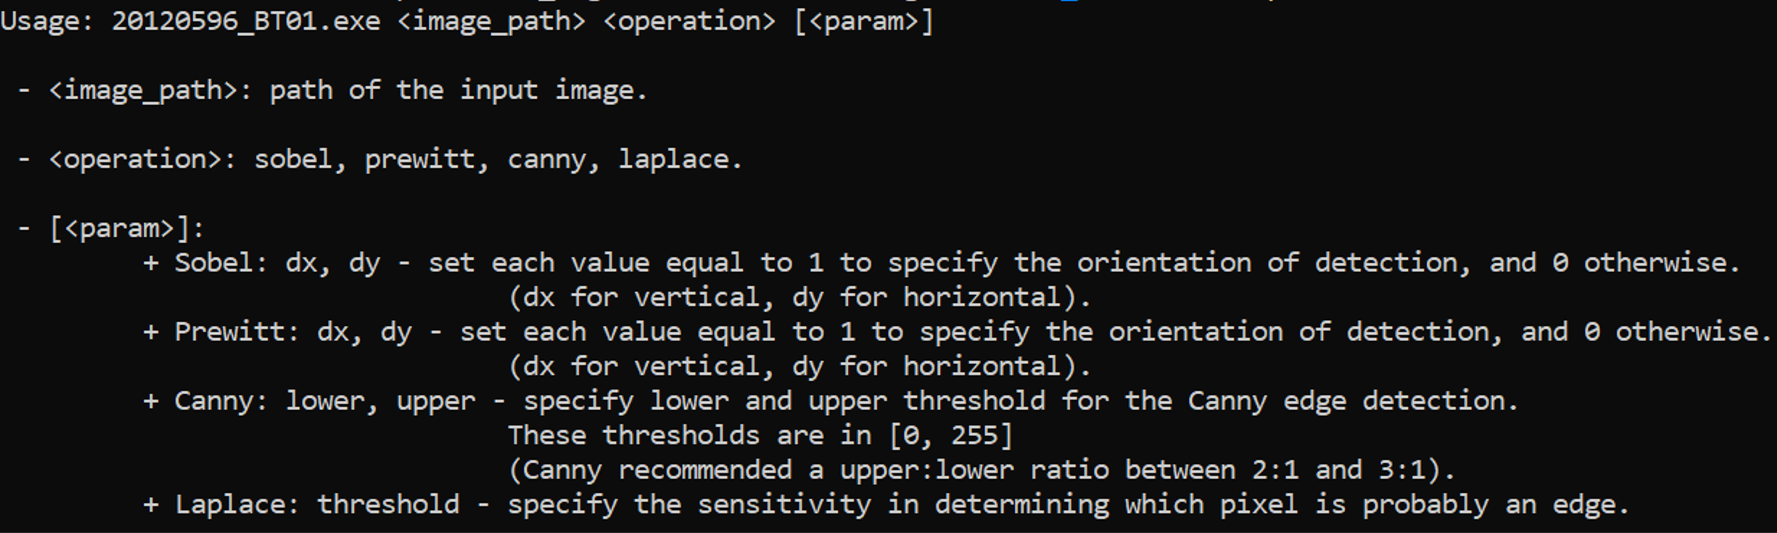 Usage: 20120596_BT01.exe <image_path> <operation> [<param>]
- <image_path>: path of the input image.
- <operation>: sobel, prewitt, canny, laplace.
- [<param>]:
+ Sobel: dx, dy - set each value equal to 1 to specify the orientation of detection, and 0 otherwise.
(dx for vertical, dy for horizontal).
+ Prewitt: dx, dy - set each value equal to 1 to specify the orientation of detection, and 0 otherwise.
(dx for vertical, dy for horizontal).
+ Canny: lower, upper - specify lower and upper threshold for the Canny edge detection.
These thresholds are in [0, 255]
(Canny recommended a upper:lower ratio between 2:1 and 3:1).
+ Laplace: threshold - specify the sensitivity in determining which pixel is probably an edge.